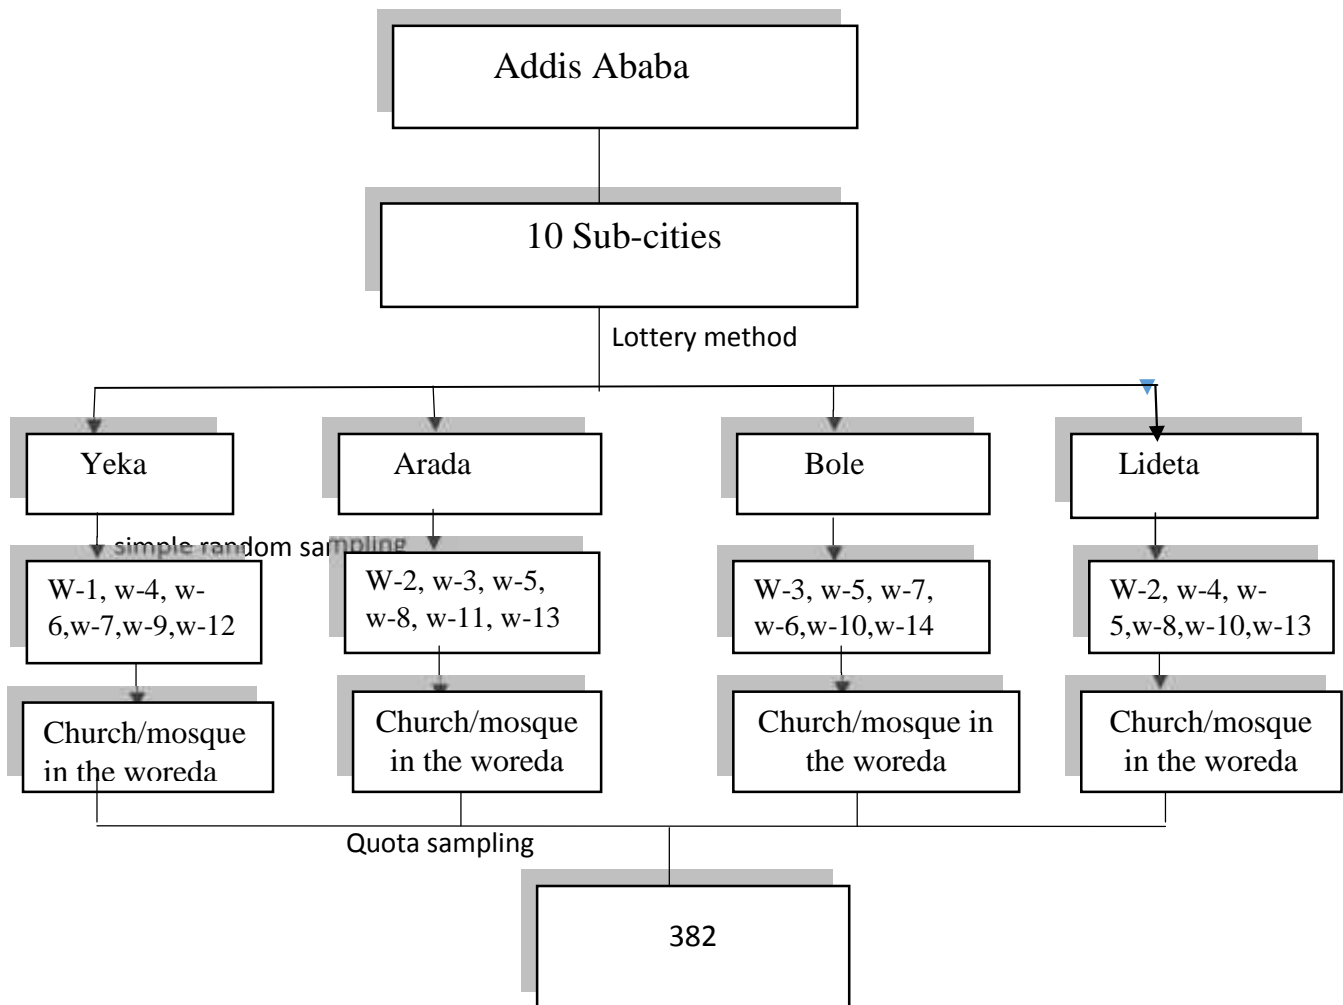 Addis Ababa
10 Sub-cities
Lottery method
Yeka
Arada
Bole
Lideta
simple random sampling
W-1, w-4, w-
6,w-7,w-9,w-12
W-2, w-3, w-5,
w-8, w-11, w-13
W-3, w-5, w-7,
w-6,w-10,w-14
W-2, w-4, w-
5,w-8,w-10,w-13
Church/mosque
in the woreda
Church/mosque
in the woreda
Church/mosque in
the woreda
Church/mosque
in the woreda
Quota sampling
382